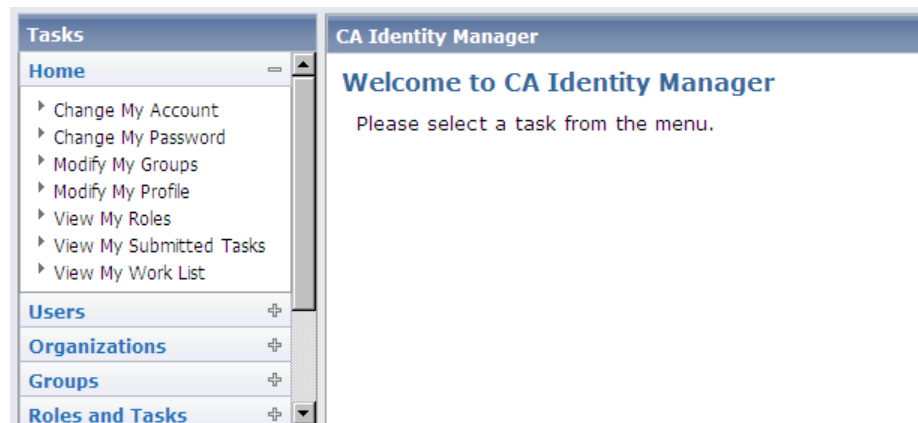 Tasks
Home
Change My Account
Change My Password
Modify My Groups
Modify My Profile
View My Roles
View My Submitted Tasks
View My Work List
Users
Organizations
Groups
Roles and Tasks
CA Identity Manager
Welcome to CA Identity Manager
Please select a task from the menu.